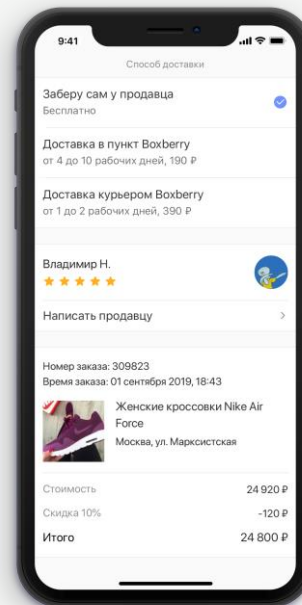 9:41
Способ доставки
Заберу сам у продавца
Бесплатно
Доставка в пункт Boxberry
от 4 до 10 рабочих дней, 190 ₽
Доставка курьером Boxberry
от 1 до 2 рабочих дней, 390 ₽
Владимир Н.
Написать продавцу
Номер заказа: 309823
Время заказа: 01 сентября 2019, 18:43
Женские кроссовки Nike Air
Force
Москва, ул. Марксистская
Стоимость 24 920 ₽
Скидка 10% -120 ₽
Итого 24 800 ₽